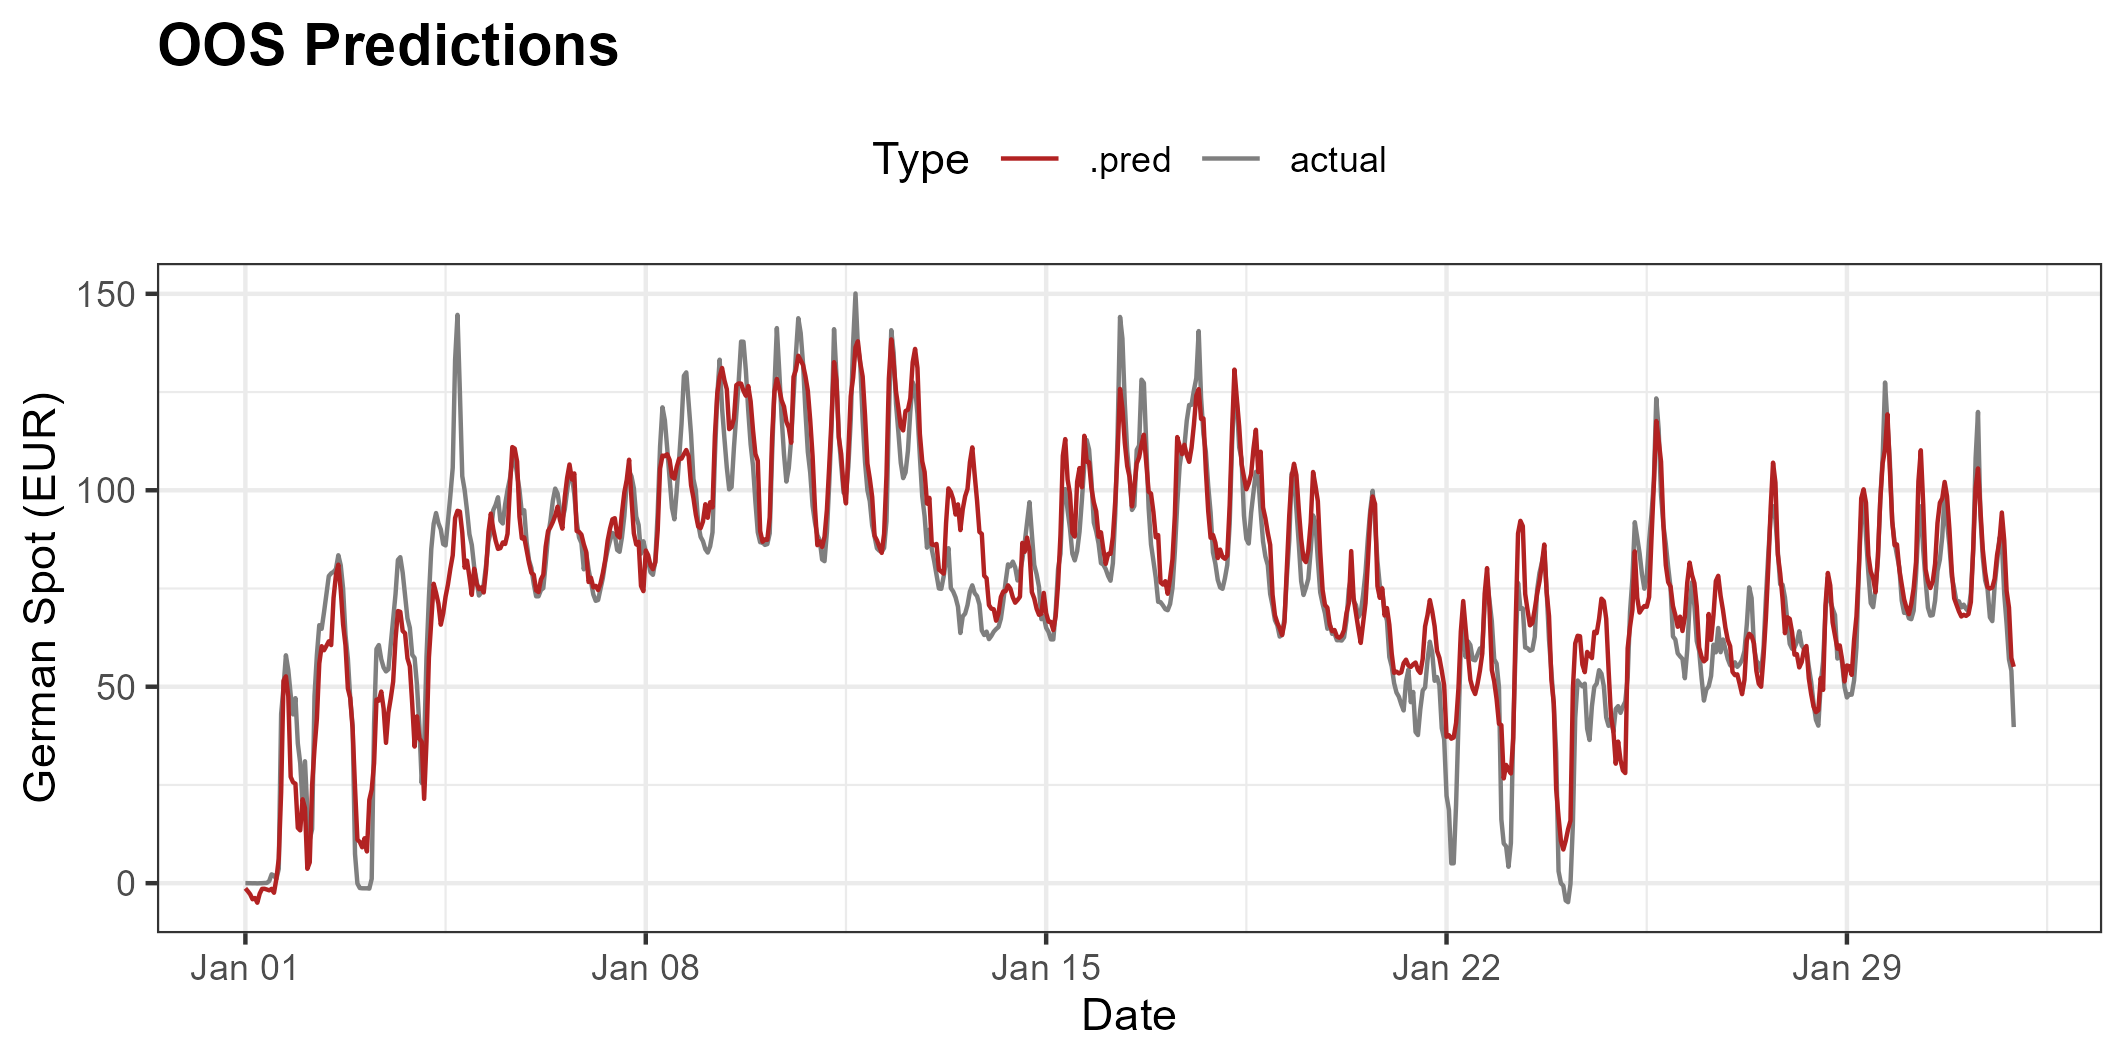 OOS Predictions
Type .pred actual
German Spot (EUR)
150
100
50
0
Jan 01 Jan 08 Jan 15 Jan 22 Jan 29
Date